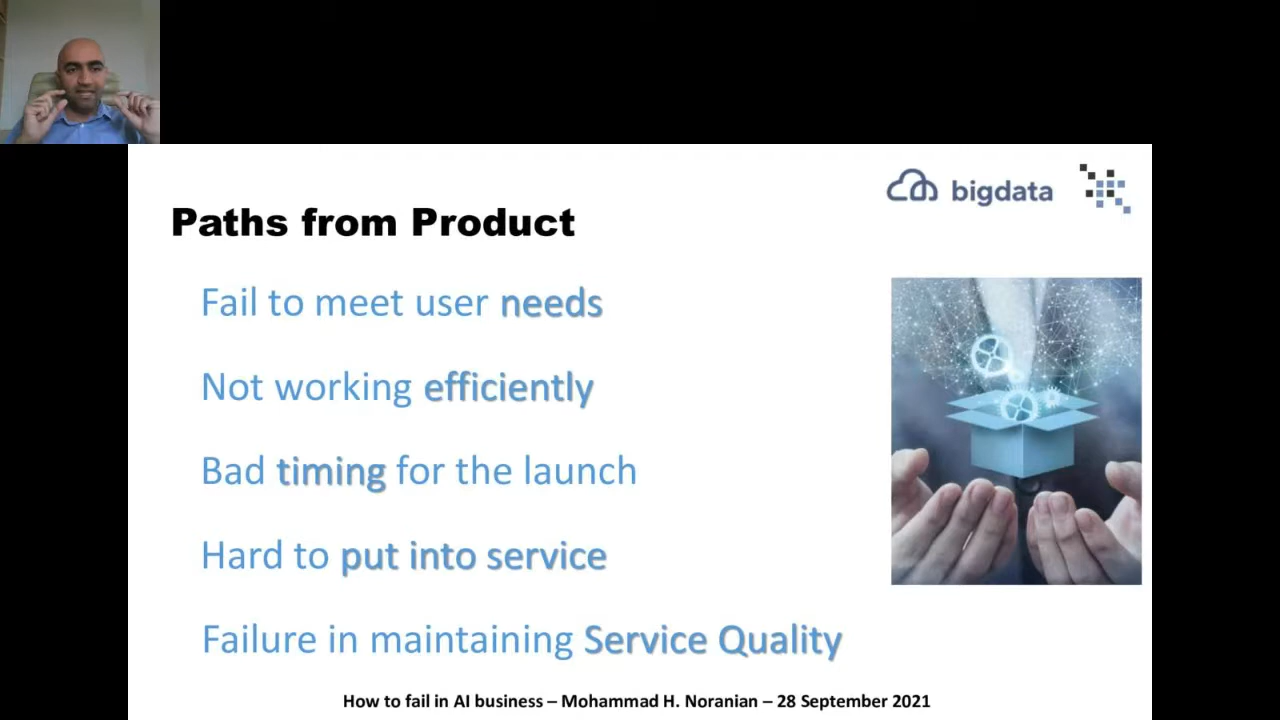 bigdata
Paths from Product
Fail to meet user needs
Not working efficiently
Bad timing for the launch
Hard to put into service
Failure in maintaining Service Quality
How to fail in AI business – Mohammad H. Noranian – 28 September 2021